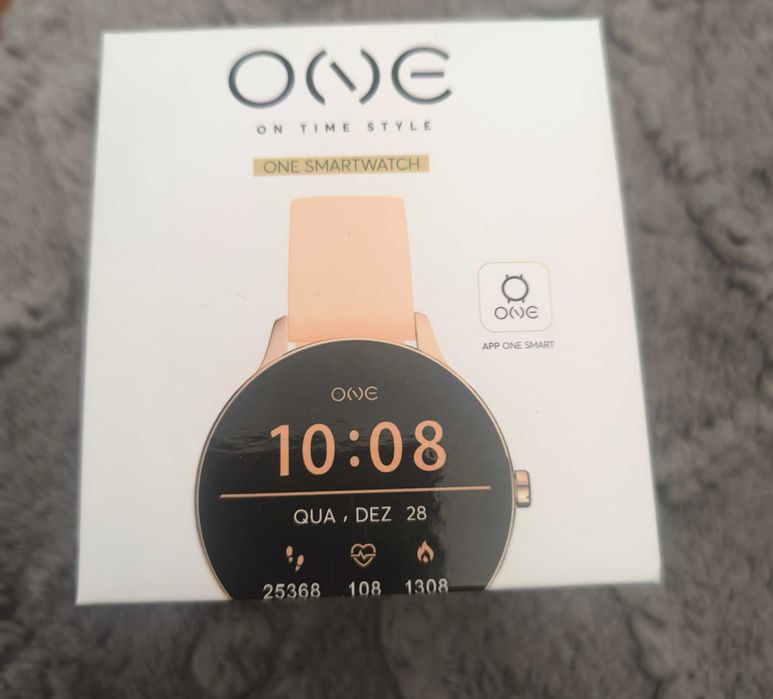 ONE
ON TIME STYLE
ONE SMARTWATCH
ONE
APP ONE SMART
ONE
10:08
QUA , DEZ 28
25368 108 1308